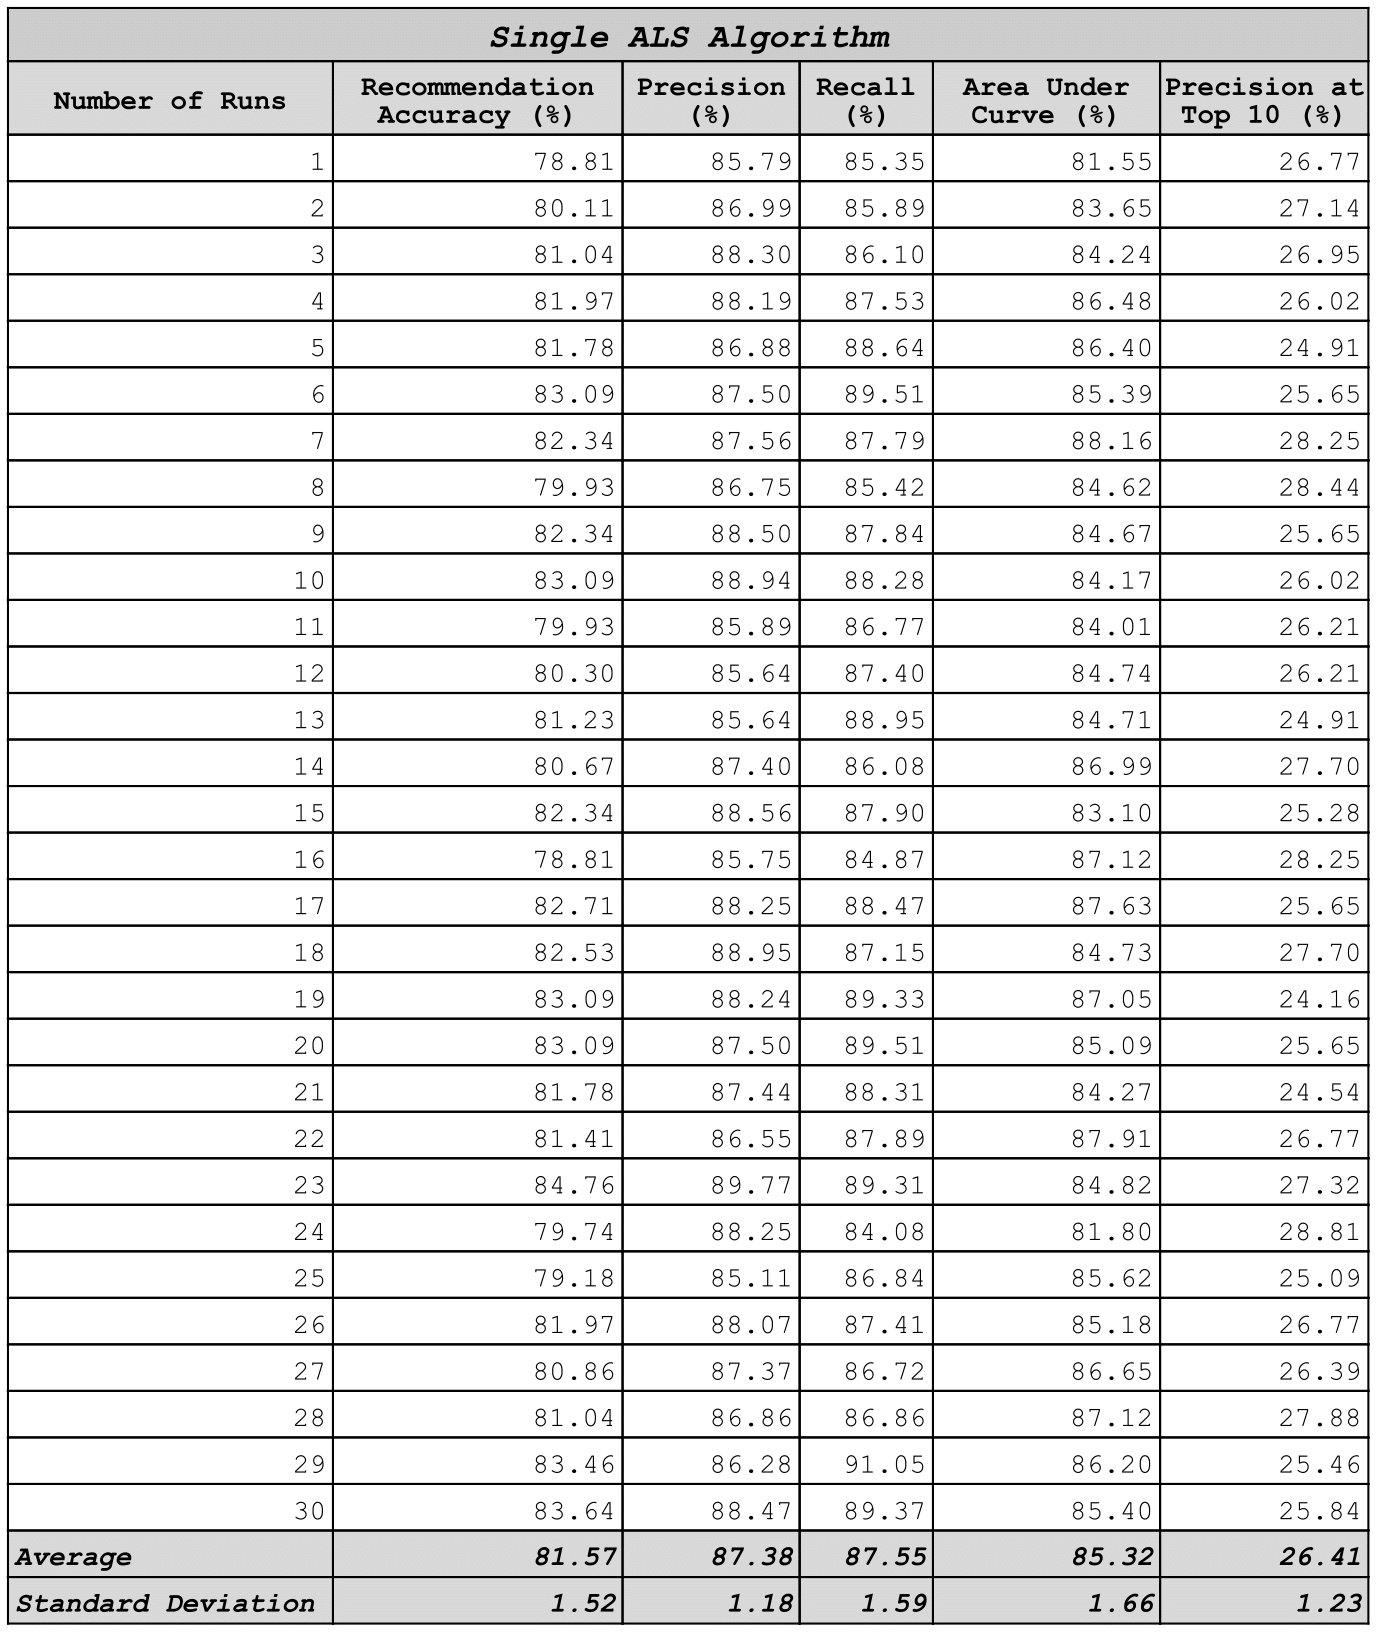 Single ALS Algorithm
Number of Runs Recommendation Accuracy (%) Precision (%) Recall (%) Area Under Curve (%) Precision at Top 10 (%)
1 78.81 85.79 85.35 81.55 26.77
2 80.11 86.99 85.89 83.65 27.14
3 81.04 88.30 86.10 84.24 26.95
4 81.97 88.19 87.53 86.48 26.02
5 81.78 86.88 88.64 86.40 24.91
6 83.09 87.50 89.51 85.39 25.65
7 82.34 87.56 87.79 88.16 28.25
8 79.93 86.75 85.42 84.62 28.44
9 82.34 88.50 87.84 84.67 25.65
10 83.09 88.94 88.28 84.17 26.02
11 79.93 85.89 86.77 84.01 26.21
12 80.30 85.64 87.40 84.74 26.21
13 81.23 85.64 88.95 84.71 24.91
14 80.67 87.40 86.08 86.99 27.70
15 82.34 88.56 87.90 83.10 25.28
16 78.81 85.75 84.87 87.12 28.25
17 82.71 88.25 88.47 87.63 25.65
18 82.53 88.95 87.15 84.73 27.70
19 83.09 88.24 89.33 87.05 24.16
20 83.09 87.50 89.51 85.09 25.65
21 81.78 87.44 88.31 84.27 24.54
22 81.41 86.55 87.89 87.91 26.77
23 84.76 89.77 89.31 84.82 27.32
24 79.74 88.25 84.08 81.80 28.81
25 79.18 85.11 86.84 85.62 25.09
26 81.97 88.07 87.41 85.18 26.77
27 80.86 87.37 86.72 86.65 26.39
28 81.04 86.86 86.86 87.12 27.88
29 83.46 86.28 91.05 86.20 25.46
30 83.64 88.47 89.37 85.40 25.84
Average 81.57 87.38 87.55 85.32 26.41
Standard Deviation 1.52 1.18 1.59 1.66 1.23